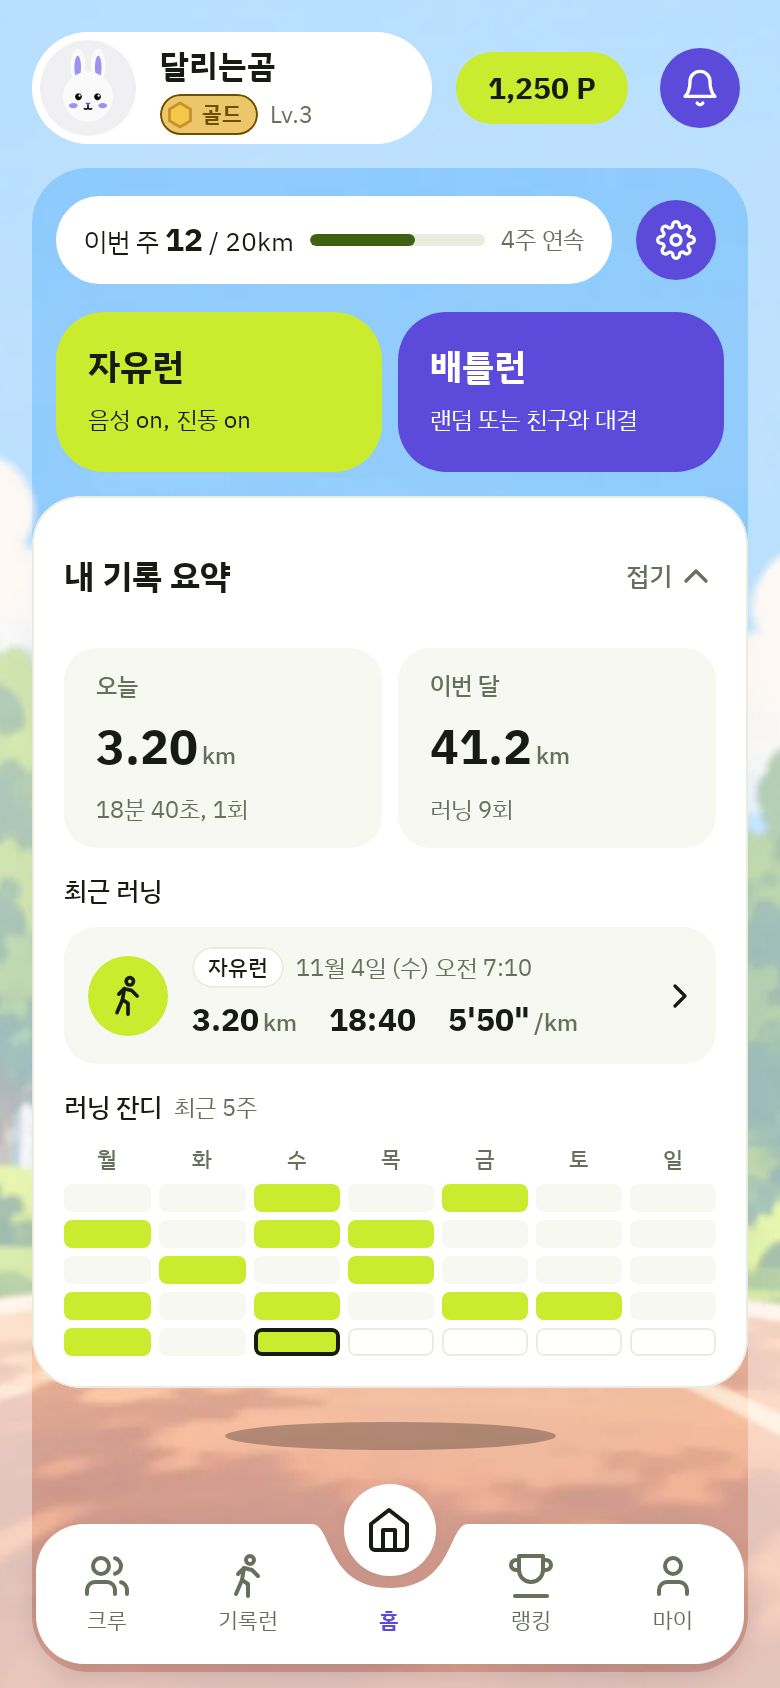 달리는곰
골드 Lv.3
1,250 P
이번 주 12 / 20km 4주 연속
자유런
음성 on, 진동 on
배틀런
랜덤 또는 친구와 대결
내 기록 요약 접기
오늘
3.20 km
18분 40초, 1회
이번 달
41.2 km
러닝 9회
최근 러닝
자유런 11월 4일 (수) 오전 7:10
3.20 km 18:40 5'50" /km
러닝 잔디 최근 5주
월 화 수 목 금 토 일
크루 기록런 홈 랭킹 마이